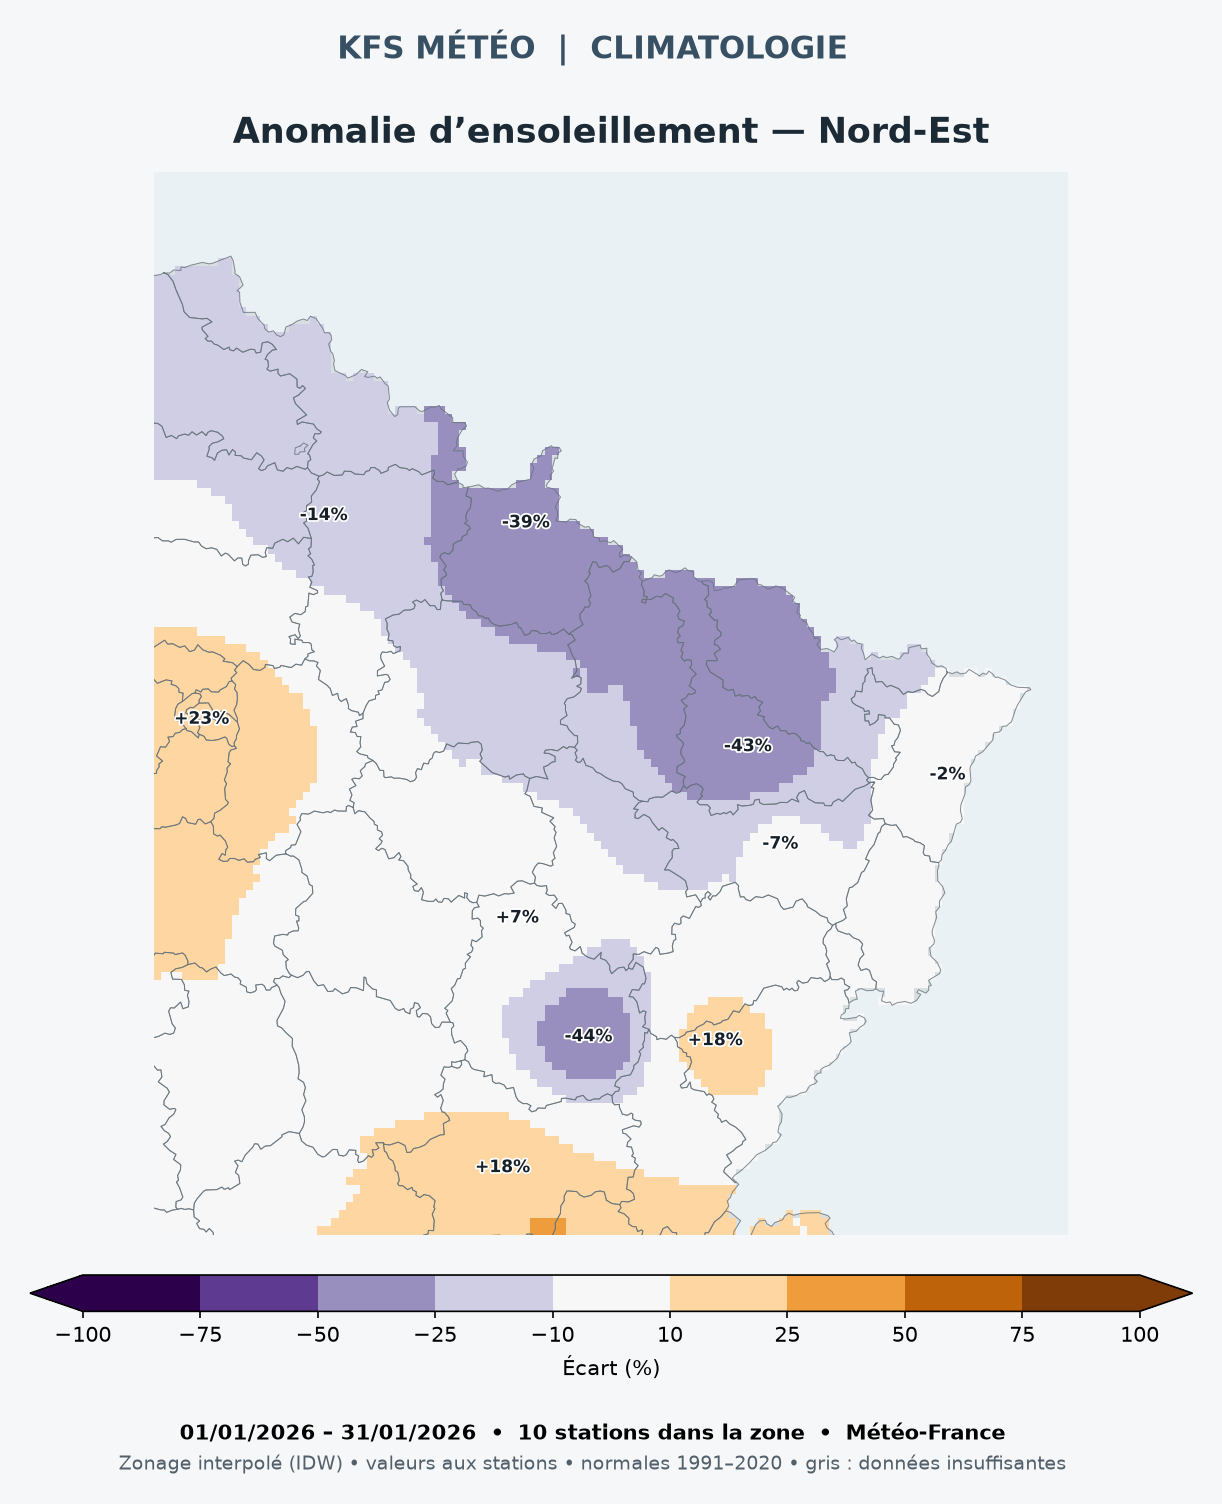 KFS MÉTÉO | CLIMATOLOGIE
Anomalie d’ensoleillement — Nord-Est
-14%
-39%
+23%
-43%
-2%
-7%
+7%
-44%
+18%
+18%
−100 −75 −50 −25 −10 10 25 50 75 100
Écart (%)
01/01/2026 – 31/01/2026 • 10 stations dans la zone • Météo-France
Zonage interpolé (IDW) • valeurs aux stations • normales 1991–2020 • gris : données insuffisantes